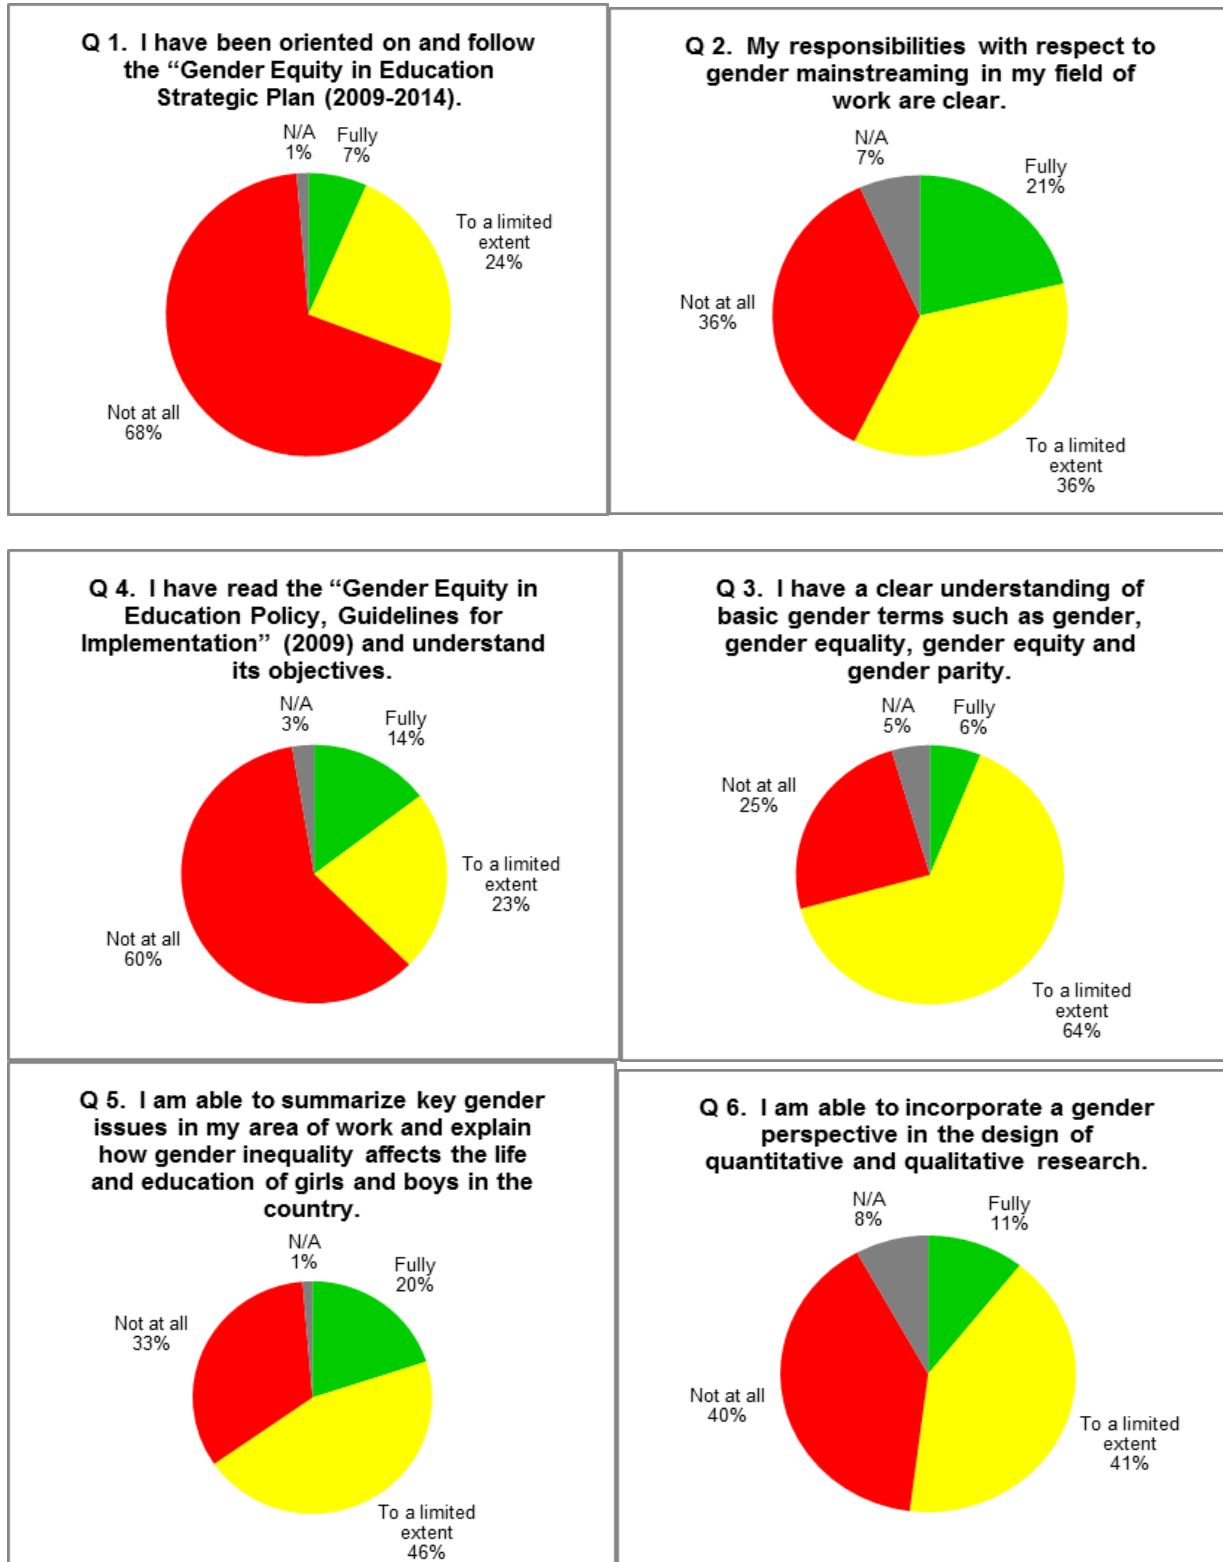 Q 1.  I have been oriented on and follow
the “Gender Equity in Education
Strategic Plan (2009-2014).
N/A
1%
Fully
7%
To a limited
extent
24%
Not at all
68%
Q 2.  My responsibilities with respect to
gender mainstreaming in my field of
work are clear.
N/A
7%
Fully
21%
Not at all
36%
To a limited
extent
36%
Q 4.  I have read the “Gender Equity in
Education Policy, Guidelines for
Implementation” (2009) and understand
its objectives.
N/A
3%
Fully
14%
To a limited
extent
23%
Not at all
60%
Q 3.  I have a clear understanding of
basic gender terms such as gender,
gender equality, gender equity and
gender parity.
N/A
5%
Fully
6%
Not at all
25%
To a limited
extent
64%
Q 5.  I am able to summarize key gender
issues in my area of work and explain
how gender inequality affects the life
and education of girls and boys in the
country.
N/A
1%
Fully
20%
Not at all
33%
To a limited
extent
46%
Q 6.  I am able to incorporate a gender
perspective in the design of
quantitative and qualitative research.
N/A
8%
Fully
11%
Not at all
40%
To a limited
extent
41%